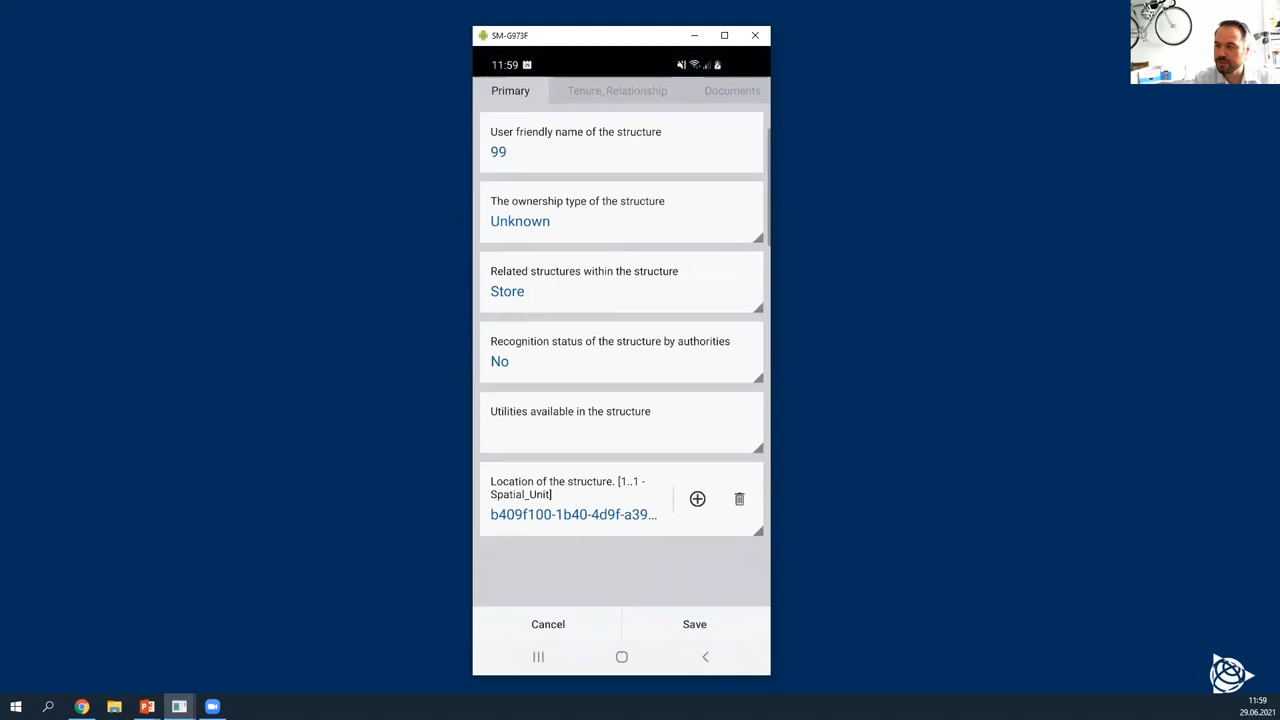 SM-G973F
11:59
Primary
Tenure_Relationship
Documents
User friendly name of the structure
99
The ownership type of the structure
Unknown
Related structures within the structure
Store
Recognition status of the structure by authorities
No
Utilities available in the structure
Location of the structure. [1..1 -
Spatial_Unit]
b409f100-1b40-4d9f-a39...
Cancel
Save
11:59
29.06.2021